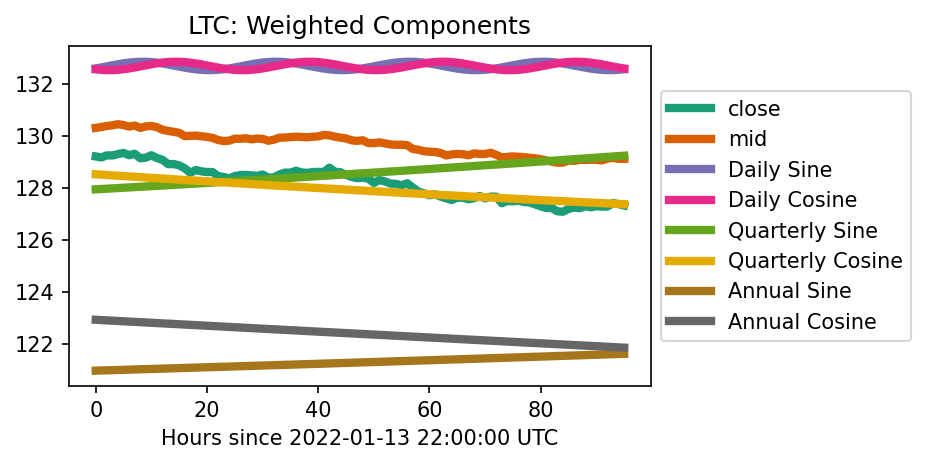 LTC: Weighted Components
132
130
128
126
124
122
0 20 40 60 80
Hours since 2022-01-13 22:00:00 UTC
close
mid
Daily Sine
Daily Cosine
Quarterly Sine
Quarterly Cosine
Annual Sine
Annual Cosine